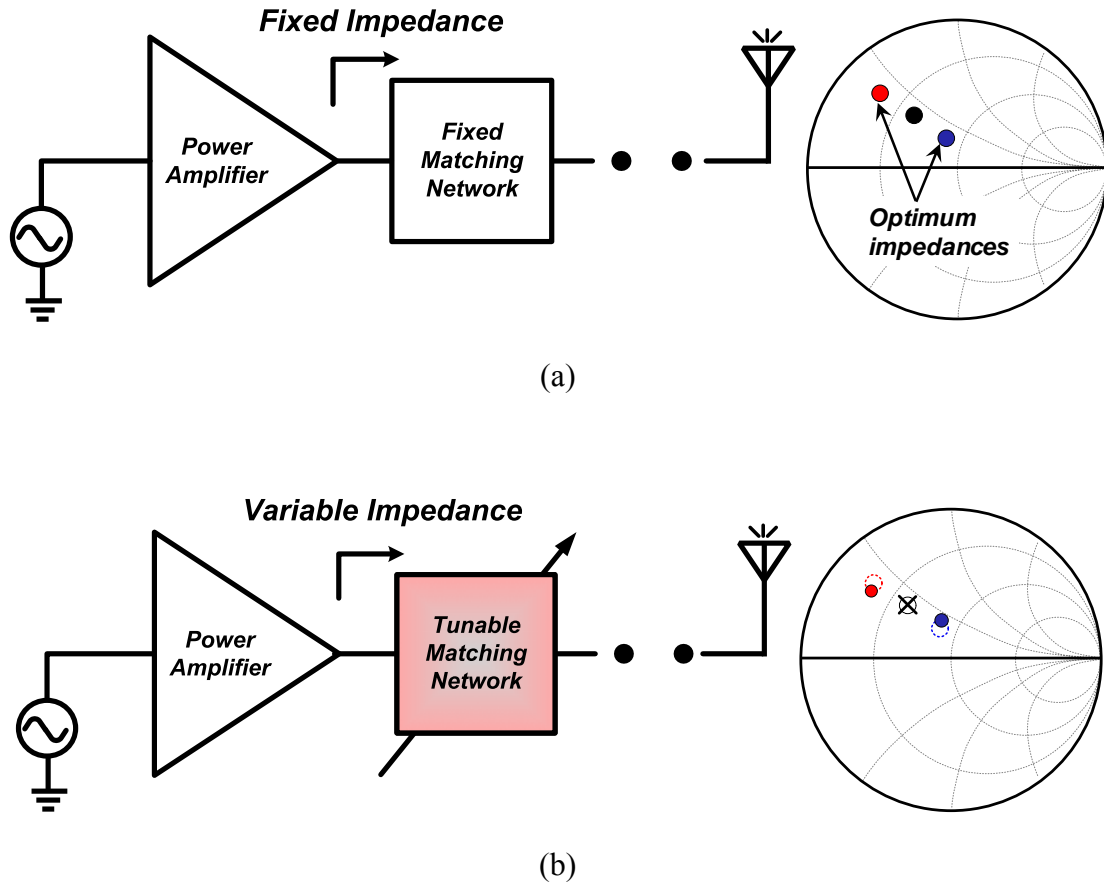 Fixed Impedance
Power
Amplifier
Fixed
Matching
Network
Optimum
impedances
(a)
Variable Impedance
Power
Amplifier
Tunable
Matching
Network
(b)